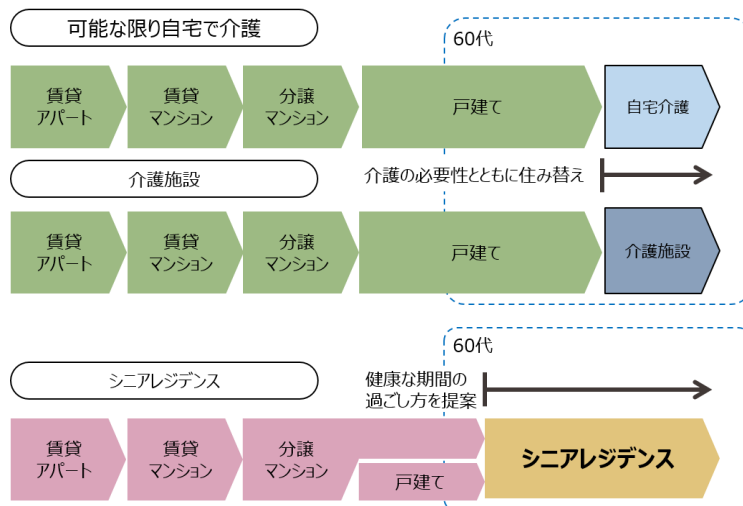 可能な限り自宅で介護
60代
賃貸
アパート
賃貸
マンション
分譲
マンション
戸建て
自宅介護
介護施設
介護の必要性とともに住み替え
賃貸
アパート
賃貸
マンション
分譲
マンション
戸建て
介護施設
60代
シニアレジデンス
健康な期間の
過ごし方を提案
賃貸
アパート
賃貸
マンション
分譲
マンション
戸建て
シニアレジデンス